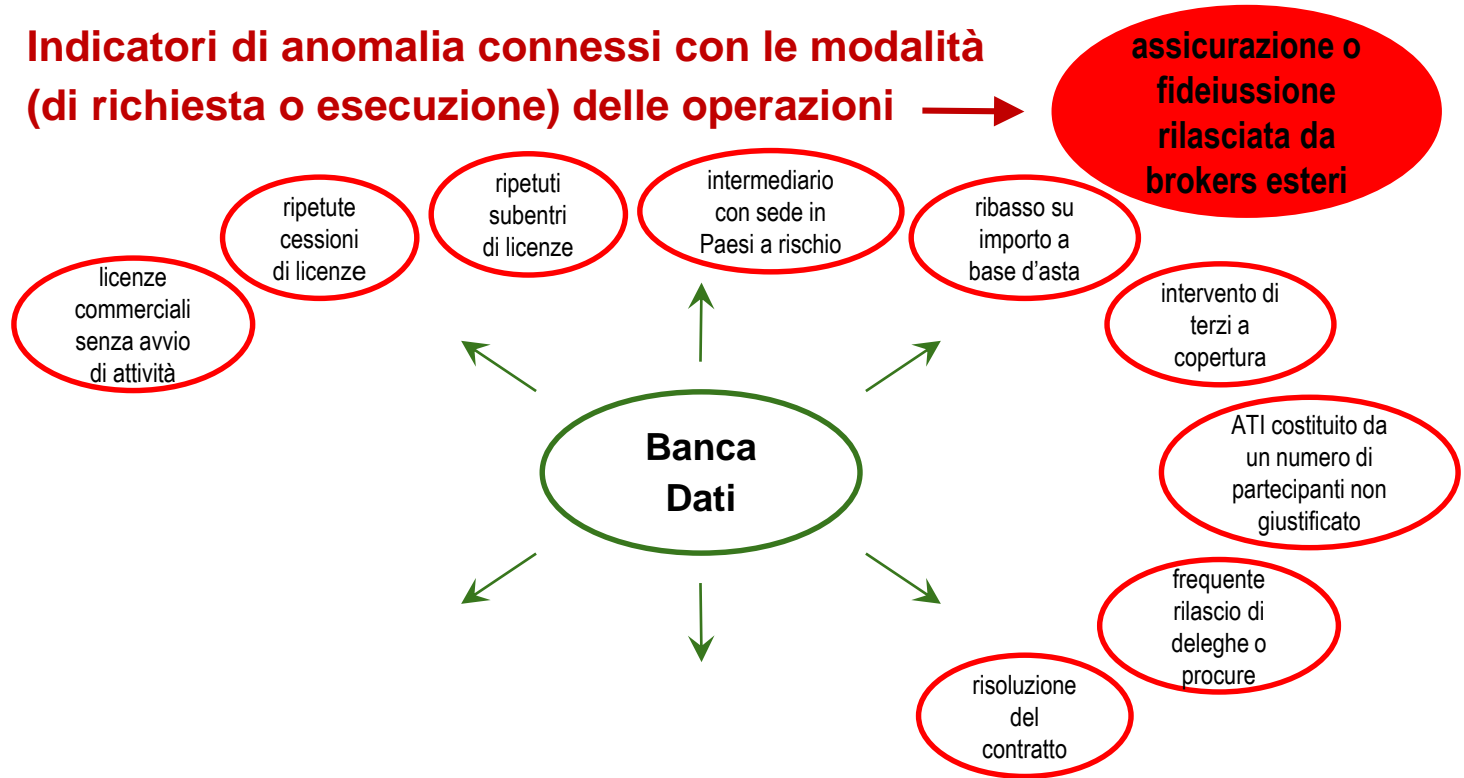 Indicatori di anomalia connessi con le modalità
(di richiesta o esecuzione) delle operazioni
assicurazione o
fideiussione
rilasciata da
brokers esteri
licenze
commerciali
senza avvio
di attività
ripetute
cessioni
di licenze
ripetuti
subentri
di licenze
intermediario
con sede in
Paesi a rischio
ribasso su
importo a
base d’asta
intervento di
terzi a
copertura
ATI costituito da
un numero di
partecipanti non
giustificato
frequente
rilascio di
deleghe o
procure
risoluzione
del
contratto
Banca
Dati